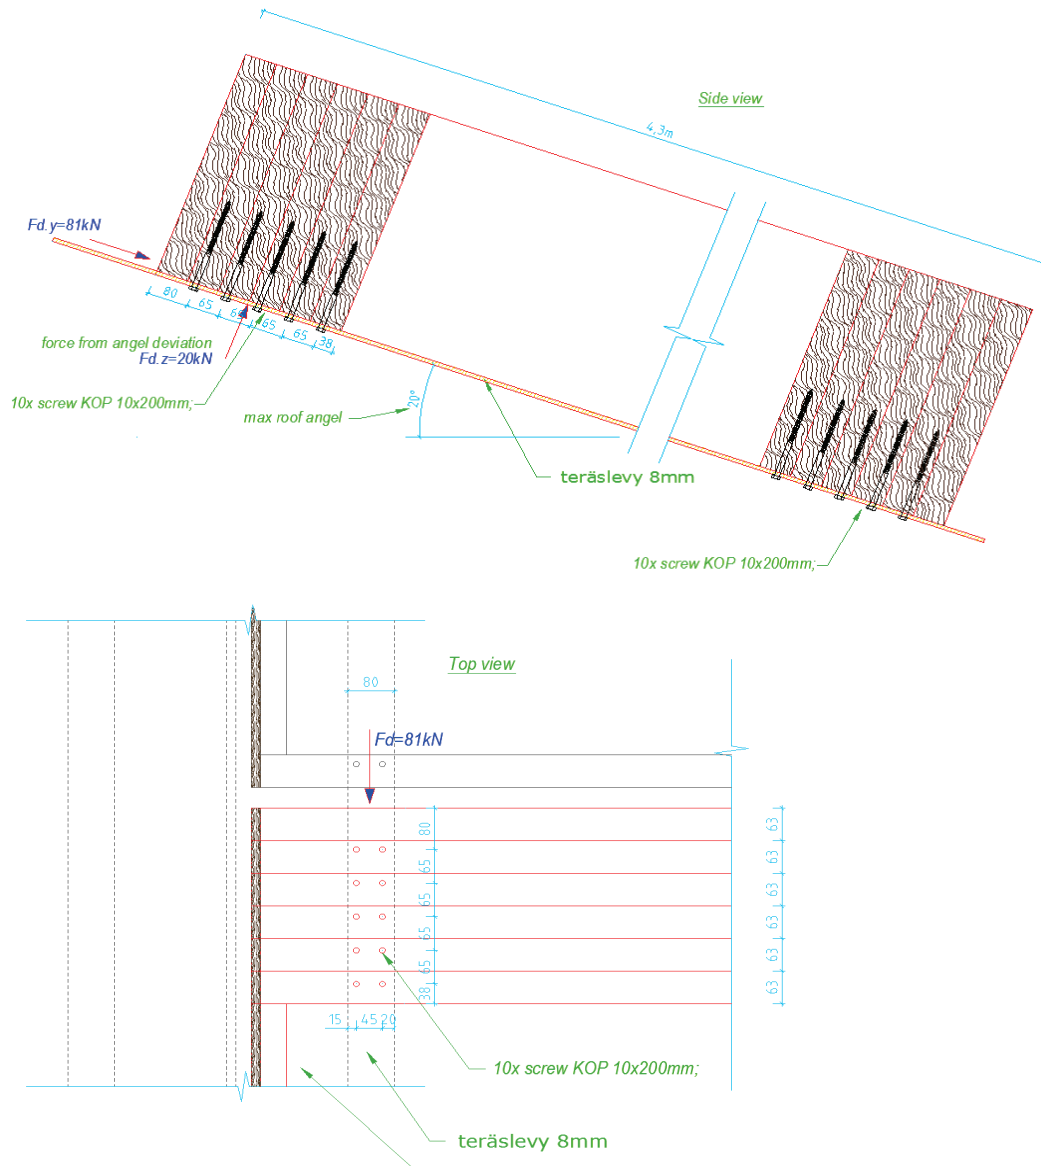 Side view
4,3m
Fd.y=81kN
80
65
65
65
65
38
force from angel deviation
Fd.z=20kN
10x screw KOP 10x200mm;
max roof angel
20°
teräslevy 8mm
10x screw KOP 10x200mm;
Top view
80
Fd=81kN
80
65
65
65
65
38
63
63
63
63
63
63
15
45
20
10x screw KOP 10x200mm;
teräslevy 8mm